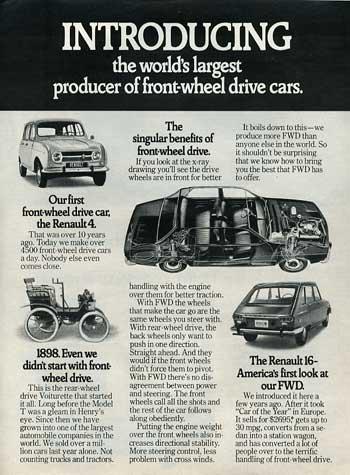 INTRODUCING
the world's largest
producer of front-wheel drive cars.
Our first
front-wheel drive car,
the Renault 4.
That was over 10 years
ago. Today we make over
4500 front-wheel drive cars
a day. Nobody else even
comes close.
1898. Even we
didn't start with front-
wheel drive.
This is the rear-wheel
drive Voiturette that started
it all. Long before the Model
T was a gleam in Henry's
eye. Since then we have
grown into one of the largest
automobile companies in the
world. We sold over a mil-
lion cars last year alone. Not
counting trucks and tractors.
The
singular benefits of
front-wheel drive.
If you look at the x-ray
drawing you'll see the drive
wheels are in front for better
handling with the engine
over them for better traction.
With FWD the wheels
that make the car go are the
same wheels you steer with.
With rear-wheel drive, the
back wheels only want to
push in one direction.
Straight ahead. And they
would if the front wheels
didn't force them to pivot.
With FWD there's no dis-
agreement between power
and steering. The front
wheels call all the shots and
the rest of the car follows
along obediently.
Putting the engine weight
over the front wheels also in-
creases directional stability.
More steering control, less
problem with cross winds.
It boils down to this—we
produce more FWD than
anyone else in the world. So
it shouldn't be surprising
that we know how to bring
you the best that FWD has
to offer.
The Renault 16-
America's first look at
our FWD.
We introduced it here a
few years ago. After it took
"Car of the Year" in Europe.
It sells for $2695,* gets up to
30 mpg, converts from a se-
dan into a station wagon,
and has converted a lot of peo-
ple over to the terrific
handling of front-wheel drive.